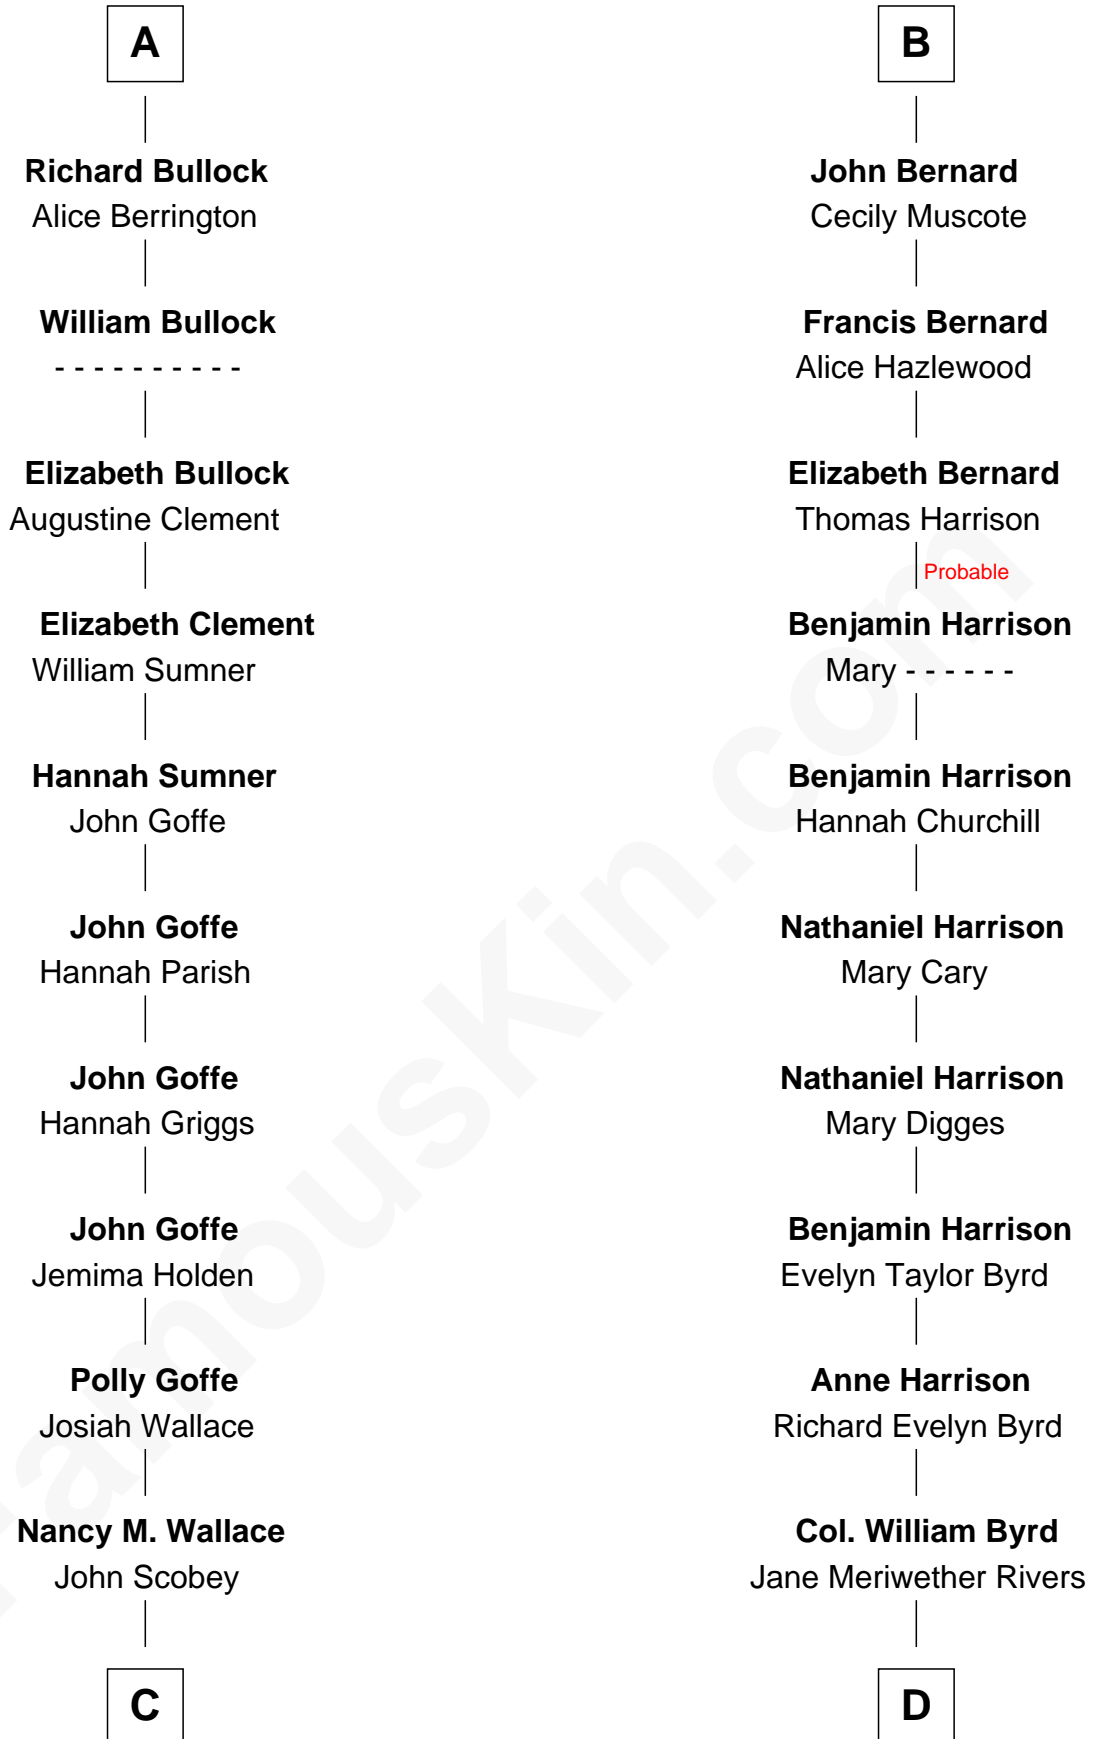 A
Richard Bullock
Alice Berrington
William Bullock
- - - - - - - - - -
Elizabeth Bullock
Augustine Clement
Elizabeth Clement
William Sumner
Hannah Sumner
John Goffe
John Goffe
Hannah Parish
John Goffe
Hannah Griggs
John Goffe
Jemima Holden
Polly Goffe
Josiah Wallace
Nancy M. Wallace
John Scobey
C
B
John Bernard
Cecily Muscote
Francis Bernard
Alice Hazlewood
Elizabeth Bernard
Thomas Harrison
Probable
Benjamin Harrison
Mary - - - - - -
Benjamin Harrison
Hannah Churchill
Nathaniel Harrison
Mary Cary
Nathaniel Harrison
Mary Digges
Benjamin Harrison
Evelyn Taylor Byrd
Anne Harrison
Richard Evelyn Byrd
Col. William Byrd
Jane Meriwether Rivers
D
FamousKin.com